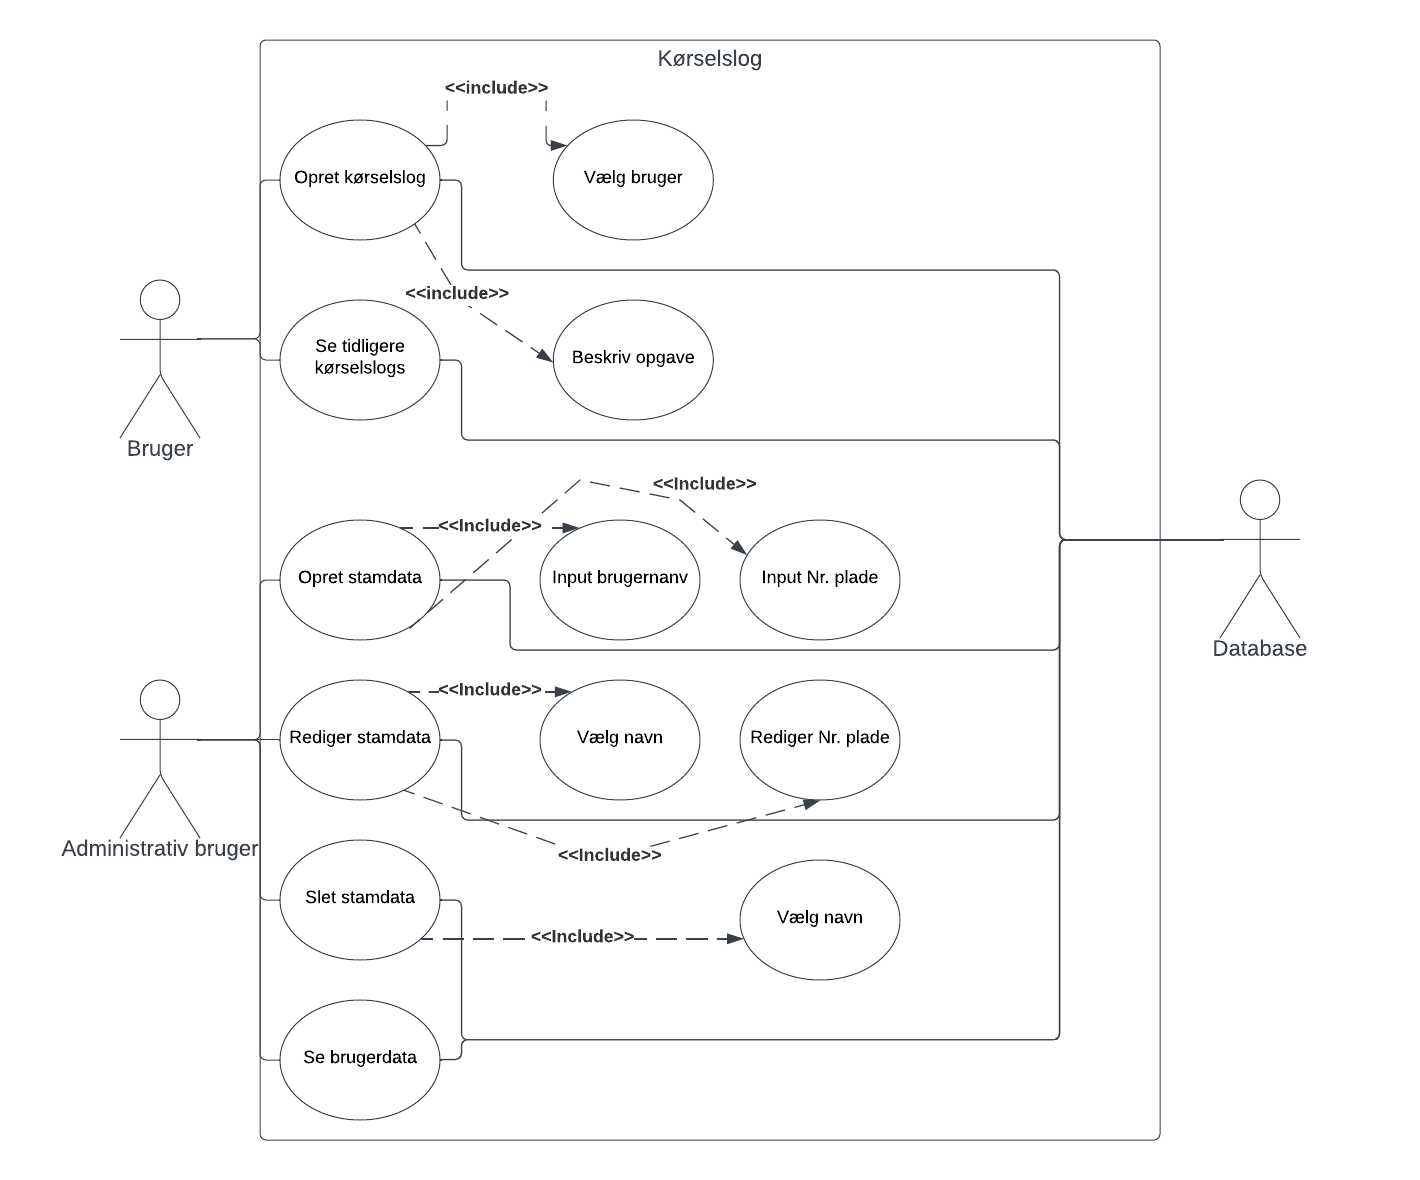 Kørselslog
<<include>>
Opret kørselslog
Vælg bruger
<<include>>
Se tidligere
kørselslogs
Beskriv opgave
Bruger
<<Include>>
<<Include>>
Opret stamdata
Input brugernanv
Input Nr. plade
Database
<<Include>>
Rediger stamdata
Vælg navn
Rediger Nr. plade
Administrativ bruger
<<Include>>
Slet stamdata
Vælg navn
<<Include>>
Se brugerdata